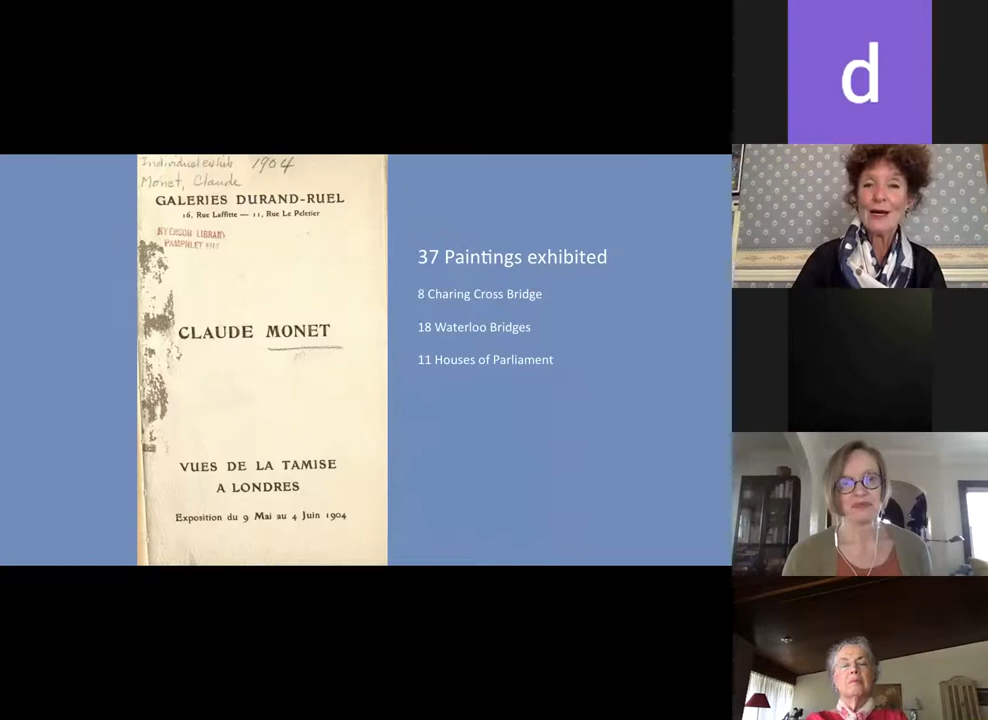 Individual exhib 1904
Monet, Claude
GALERIES DURAND-RUEL
16, Rue Laffitte — 11, Rue Le Peletier
RYERSON LIBRARY
PAMPHLET FILE
CLAUDE MONET
VUES DE LA TAMISE
A LONDRES
Exposition du 9 Mai au 4 Juin 1904
37 Paintings exhibited
8 Charing Cross Bridge
18 Waterloo Bridges
11 Houses of Parliament
d